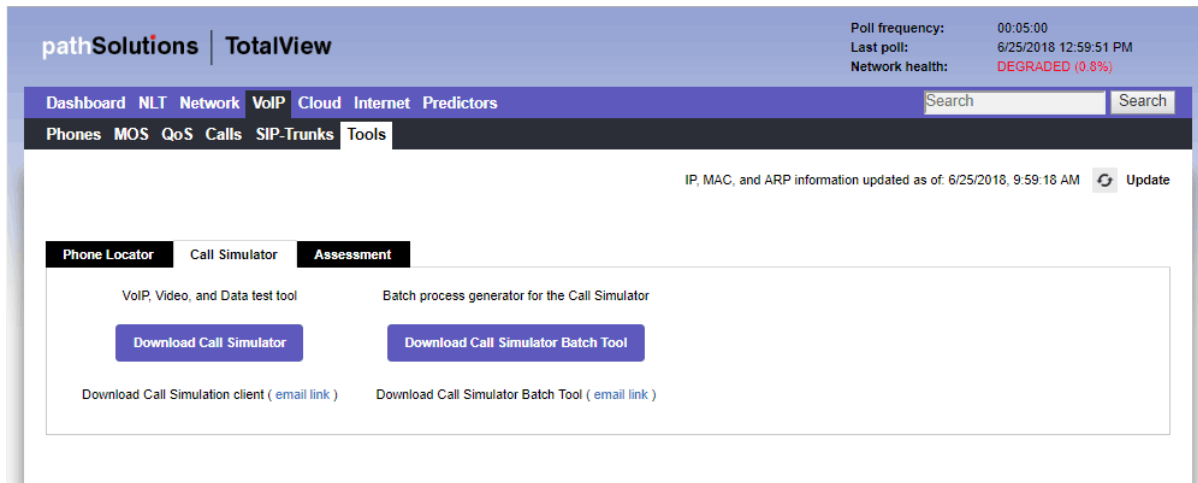 pathSolutions TotalView
Poll frequency: 00:05:00
Last poll: 6/25/2018 12:59:51 PM
Network health: DEGRADED (0.8%)
Dashboard NLT Network VoIP Cloud Internet Predictors Search Search
Phones MOS QoS Calls SIP-Trunks Tools
IP, MAC, and ARP information updated as of: 6/25/2018, 9:59:18 AM Update
Phone Locator Call Simulator Assessment
VoIP, Video, and Data test tool Batch process generator for the Call Simulator
Download Call Simulator Download Call Simulator Batch Tool
Download Call Simulation client ( email link ) Download Call Simulator Batch Tool ( email link )